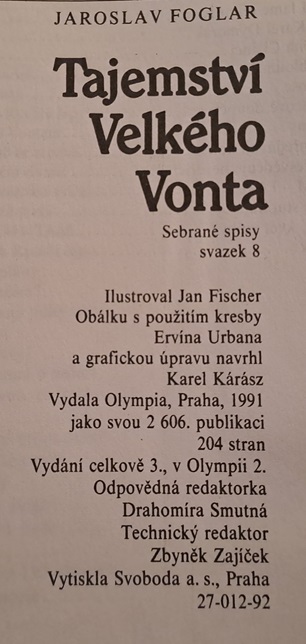 JAROSLAV FOGLAR
Tajemství
Velkého
Vonta
Sebrané spisy
svazek 8
Ilustroval Jan Fischer
Obálku s použitím kresby
Ervína Urbana
a grafickou úpravu navrhl
Karel Kárász
Vydala Olympia, Praha, 1991
jako svou 2 606. publikaci
204 stran
Vydání celkově 3., v Olympii 2.
Odpovědná redaktorka
Drahomíra Smutná
Technický redaktor
Zbyněk Zajíček
Vytiskla Svoboda a. s., Praha
27-012-92